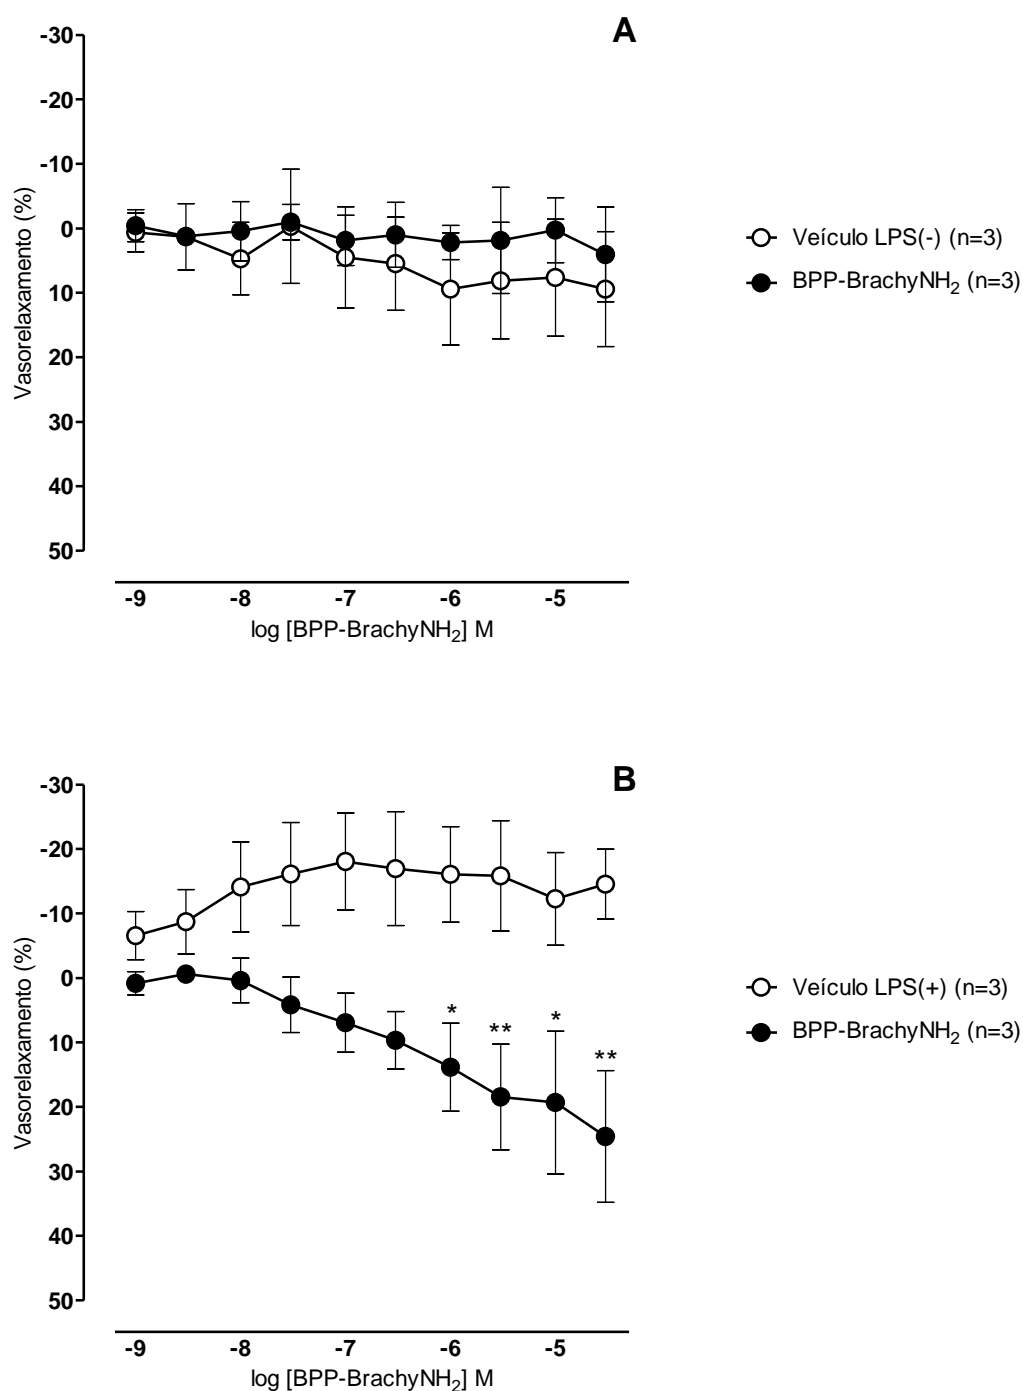 A
-30
-20
-10
0
10
20
30
40
50
Vasorelaxamento (%)
-9 -8 -7 -6 -5
log [BPP-BrachyNH₂] M
Veículo LPS(-) (n=3)
BPP-BrachyNH₂ (n=3)
B
-30
-20
-10
0
10
20
30
40
50
Vasorelaxamento (%)
* ** * **
-9 -8 -7 -6 -5
log [BPP-BrachyNH₂] M
Veículo LPS(+) (n=3)
BPP-BrachyNH₂ (n=3)